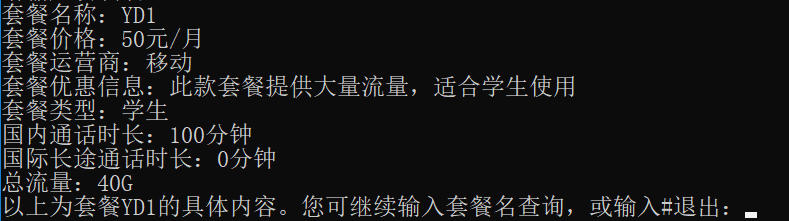 套餐名称：YD1
套餐价格：50元/月
套餐运营商：移动
套餐优惠信息：此款套餐提供大量流量，适合学生使用
套餐类型：学生
国内通话时长：100分钟
国际长途通话时长：0分钟
总流量：40G
以上为套餐YD1的具体内容。您可继续输入套餐名查询，或输入#退出：